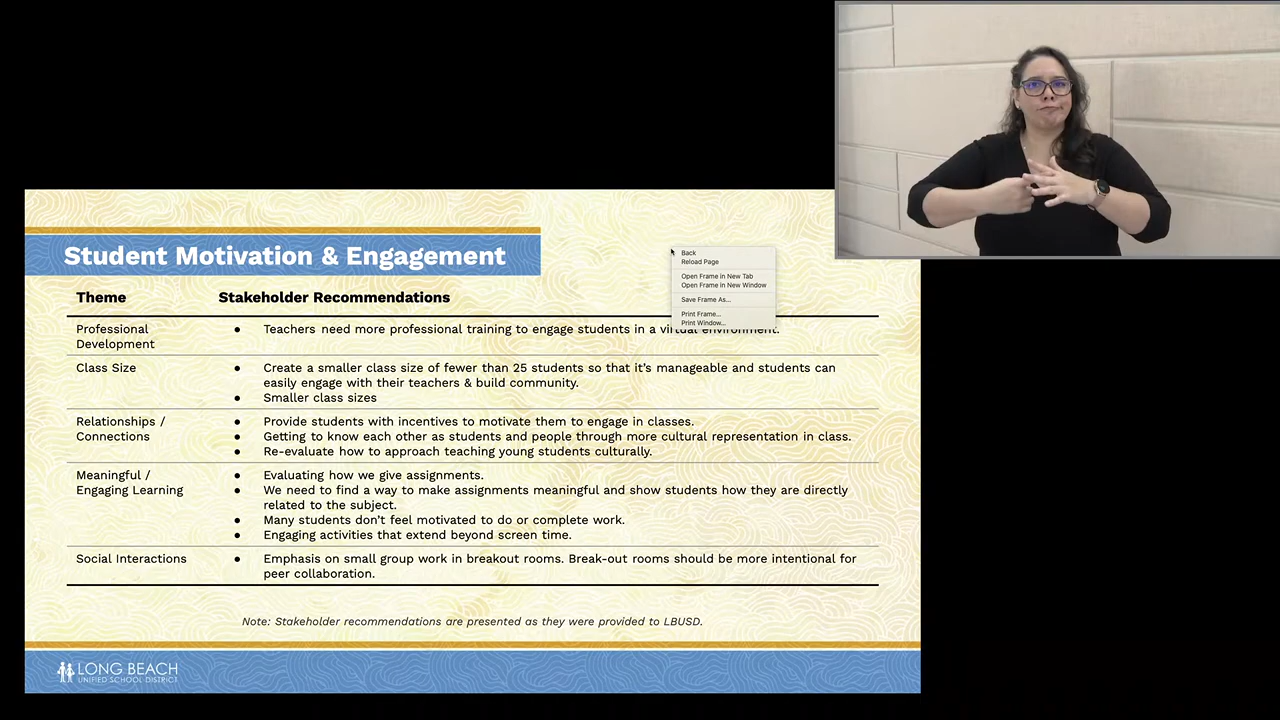 Student Motivation & Engagement
Back
Reload Page
Open Frame in New Tab
Open Frame in New Window
Save Frame As...
Print Frame...
Print Window...
Theme Stakeholder Recommendations
Professional
Development
● Teachers need more professional training to engage students in a virtual environment.
Class Size
● Create a smaller class size of fewer than 25 students so that it's manageable and students can
easily engage with their teachers & build community.
● Smaller class sizes
Relationships /
Connections
● Provide students with incentives to motivate them to engage in classes.
● Getting to know each other as students and people through more cultural representation in class.
● Re-evaluate how to approach teaching young students culturally.
Meaningful /
Engaging Learning
● Evaluating how we give assignments.
● We need to find a way to make assignments meaningful and show students how they are directly
related to the subject.
● Many students don't feel motivated to do or complete work.
● Engaging activities that extend beyond screen time.
Social Interactions
● Emphasis on small group work in breakout rooms. Break-out rooms should be more intentional for
peer collaboration.
Note: Stakeholder recommendations are presented as they were provided to LBUSD.
LONG BEACH
UNIFIED SCHOOL DISTRICT